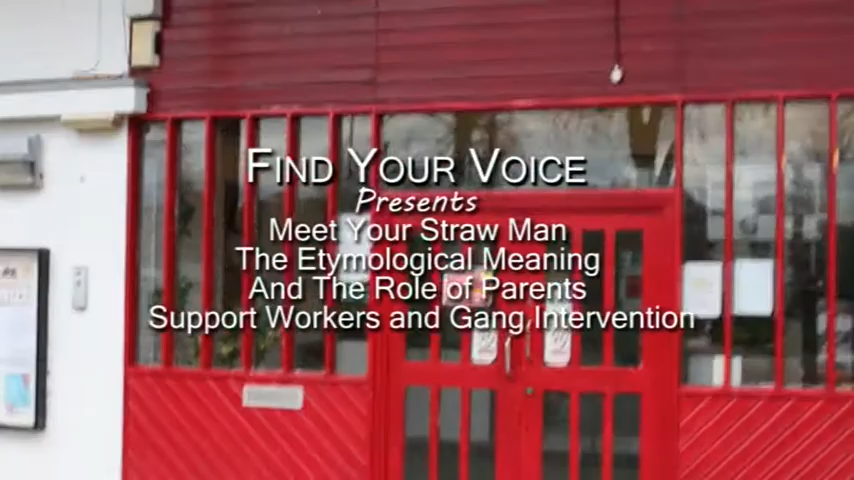 FIND YOUR VOICE
Presents
Meet Your Straw Man
The Etymological Meaning
And The Role of Parents
Support Workers and Gang Intervention